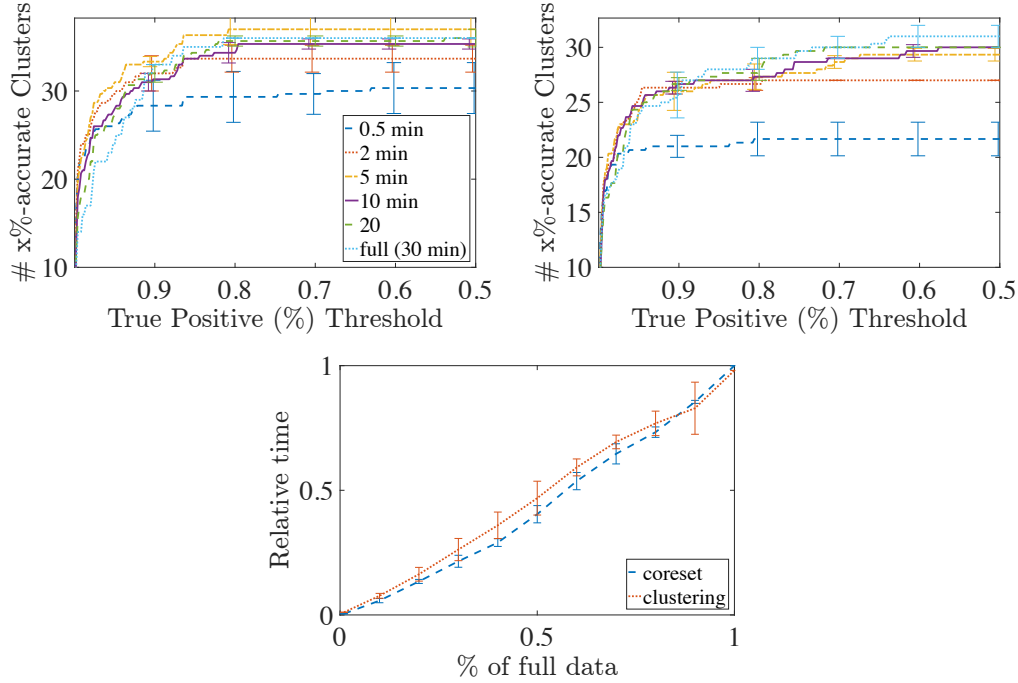 # x%-accurate Clusters
30
20
10
0.9
0.8
0.7
0.6
0.5
True Positive (%) Threshold
0.5 min
2 min
5 min
10 min
20
full (30 min)
# x%-accurate Clusters
30
25
20
15
10
0.9
0.8
0.7
0.6
0.5
True Positive (%) Threshold
Relative time
1
0.5
0
0
0.5
1
% of full data
coreset
clustering